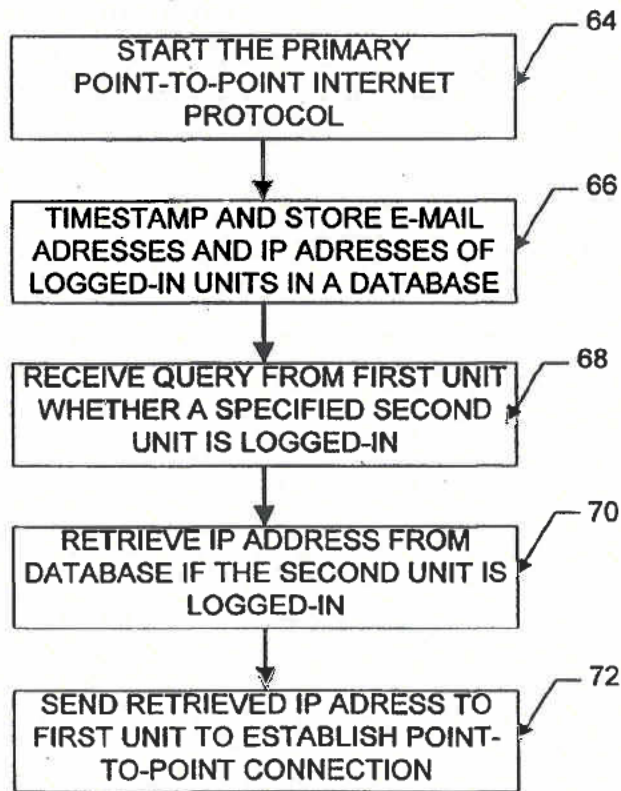 64
START THE PRIMARY
POINT-TO-POINT INTERNET
PROTOCOL
66
TIMESTAMP AND STORE E-MAIL
ADRESSES AND IP ADRESSES OF
LOGGED-IN UNITS IN A DATABASE
68
RECEIVE QUERY FROM FIRST UNIT
WHETHER A SPECIFIED SECOND
UNIT IS LOGGED-IN
70
RETRIEVE IP ADDRESS FROM
DATABASE IF THE SECOND UNIT IS
LOGGED-IN
72
SEND RETRIEVED IP ADRESS TO
FIRST UNIT TO ESTABLISH POINT-
TO-POINT CONNECTION